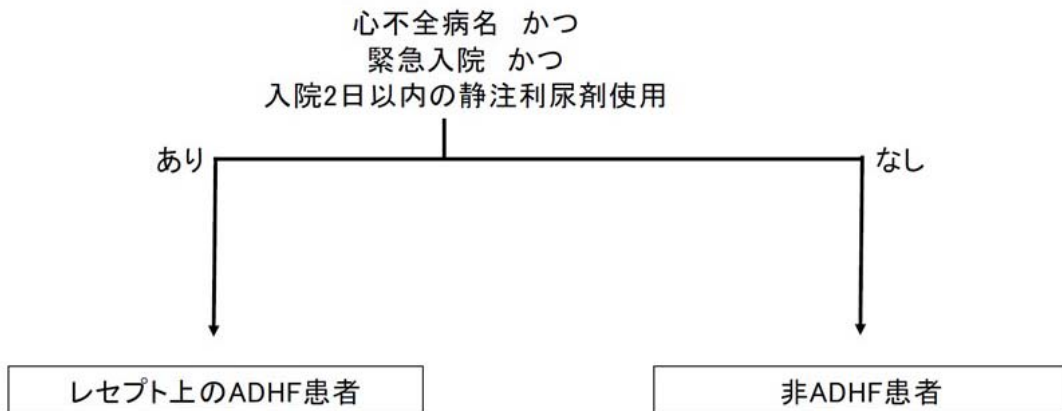 心不全病名　かつ
緊急入院　かつ
入院2日以内の静注利尿剤使用
あり
なし
レセプト上のADHF患者
非ADHF患者